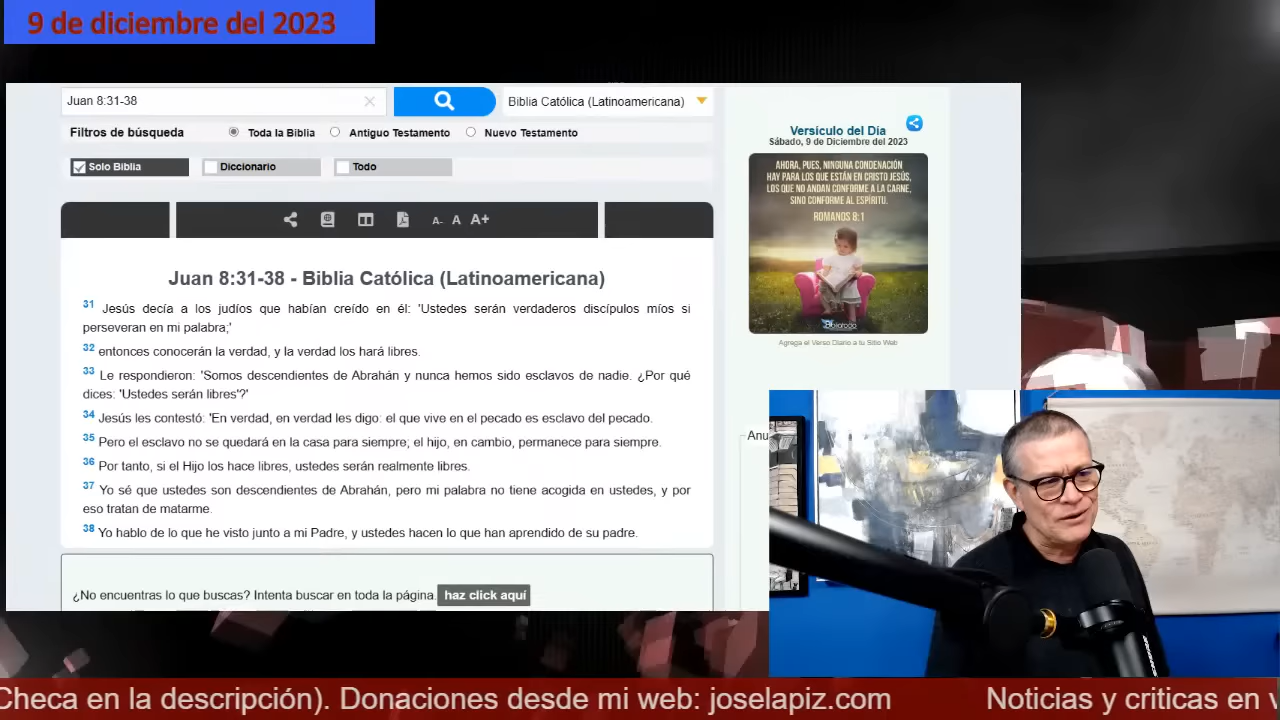 9 de diciembre del 2023
Juan 8:31-38
Biblia Católica (Latinoamericana)
Filtros de búsqueda
Toda la Biblia
Antiguo Testamento
Nuevo Testamento
Solo Biblia
Diccionario
Todo
A- A A+
Juan 8:31-38 - Biblia Católica (Latinoamericana)
31 Jesús decía a los judíos que habían creído en él: 'Ustedes serán verdaderos discípulos míos si
perseveran en mi palabra;'
32 entonces conocerán la verdad, y la verdad los hará libres.
33 Le respondieron: 'Somos descendientes de Abrahán y nunca hemos sido esclavos de nadie. ¿Por qué
dices: 'Ustedes serán libres'?'
34 Jesús les contestó: 'En verdad, en verdad les digo: el que vive en el pecado es esclavo del pecado.
35 Pero el esclavo no se quedará en la casa para siempre; el hijo, en cambio, permanece para siempre.
36 Por tanto, si el Hijo los hace libres, ustedes serán realmente libres.
37 Yo sé que ustedes son descendientes de Abrahán, pero mi palabra no tiene acogida en ustedes, y por
eso tratan de matarme.
38 Yo hablo de lo que he visto junto a mi Padre, y ustedes hacen lo que han aprendido de su padre.
¿No encuentras lo que buscas? Intenta buscar en toda la página. haz click aquí
Versículo del Día
Sábado, 9 de Diciembre del 2023
AHORA, PUES, NINGUNA CONDENACIÓN
HAY PARA LOS QUE ESTÁN EN CRISTO JESÚS,
LOS QUE NO ANDAN CONFORME A LA CARNE,
SINO CONFORME AL ESPÍRITU.
ROMANOS 8:1
Bibliatodo
Agrega el Verso Diario a tu Sitio Web
Anu
Checa en la descripción). Donaciones desde mi web: joselapiz.com
Noticias y criticas en v